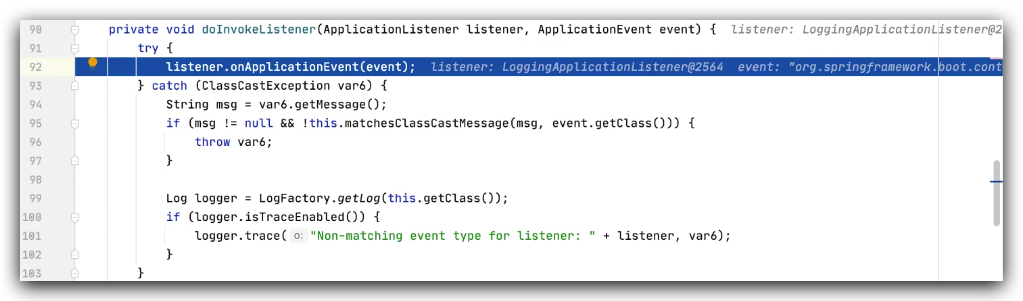 90 private void doInvokeListener(ApplicationListener listener, ApplicationEvent event) { listener: LoggingApplicationListener@2
91 try {
92 listener.onApplicationEvent(event); listener: LoggingApplicationListener@2564 event: "org.springframework.boot.cont
93 } catch (ClassCastException var6) {
94 String msg = var6.getMessage();
95 if (msg != null && !this.matchesClassCastMessage(msg, event.getClass())) {
96 throw var6;
97 }
98
99 Log logger = LogFactory.getLog(this.getClass());
100 if (logger.isTraceEnabled()) {
101 logger.trace( o: "Non-matching event type for listener: " + listener, var6);
102 }
103 }